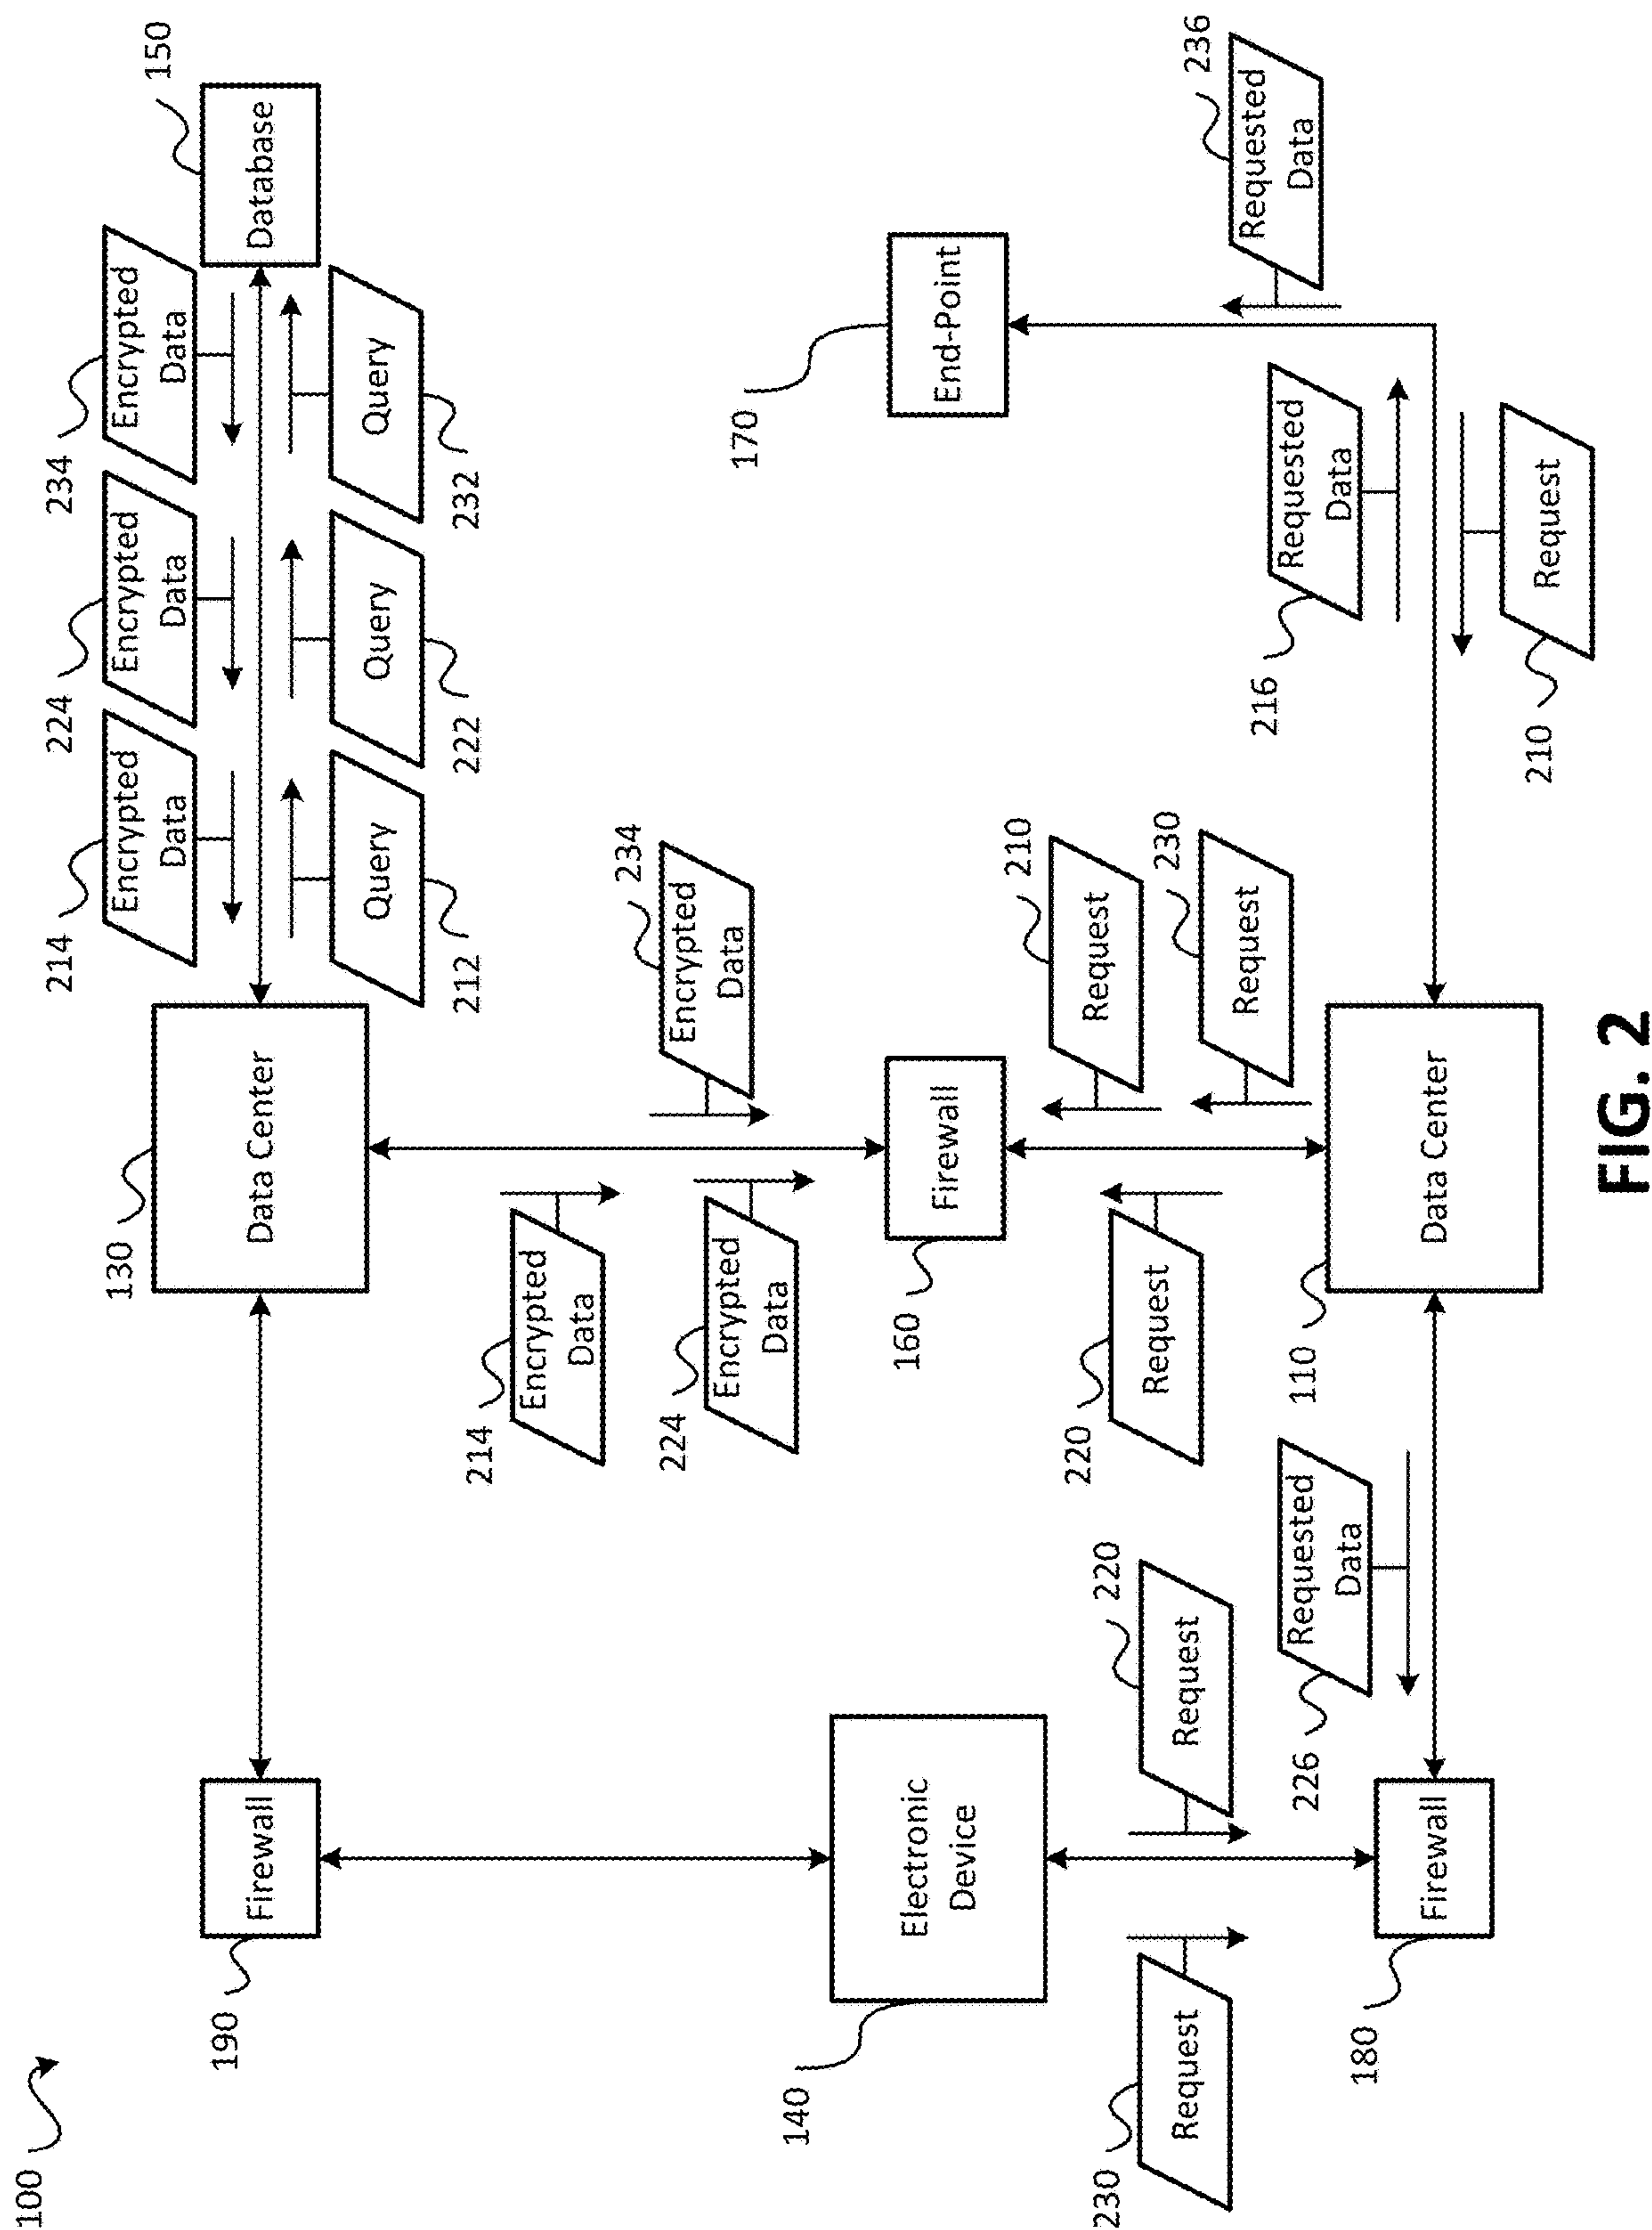 100
214
224
234
Encrypted
Data
Encrypted
Data
Encrypted
Data
130
150
190
Firewall
Data Center
Database
Query
Query
Query
212
222
232
214
Encrypted
Data
234
Encrypted
Data
224
Encrypted
Data
170
140
Electronic
Device
160
Firewall
End-Point
210
Request
220
Request
230
Request
230
Request
220
Request
236
Requested
Data
216
Requested
Data
110
226
Requested
Data
180
Firewall
Data Center
210
Request
FIG. 2